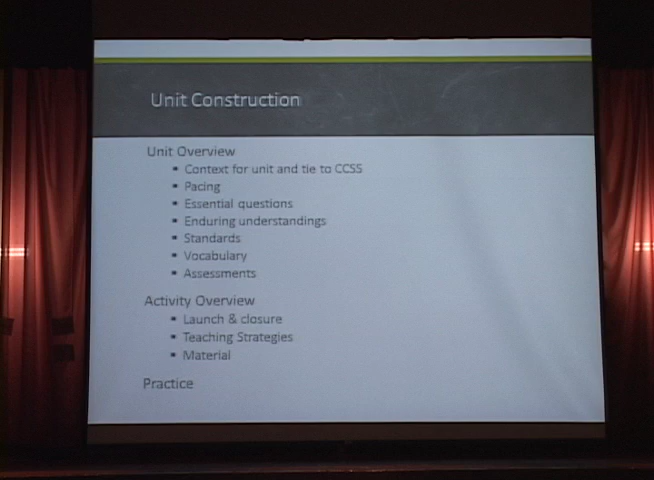 Unit Construction
Unit Overview
▪ Context for unit and tie to CCSS
▪ Pacing
▪ Essential questions
▪ Enduring understandings
▪ Standards
▪ Vocabulary
▪ Assessments
Activity Overview
▪ Launch & closure
▪ Teaching Strategies
▪ Material
Practice